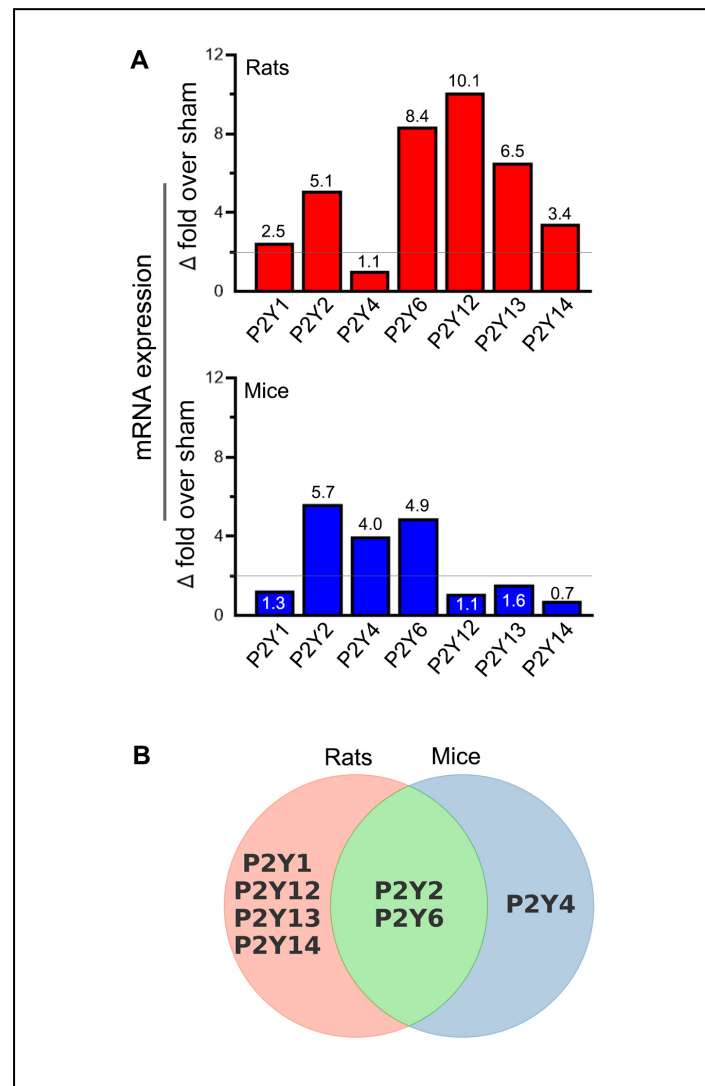 A
Rats
mRNA expression
Δ fold over sham
12
8
4
0
2.5
5.1
1.1
8.4
10.1
6.5
3.4
P2Y1
P2Y2
P2Y4
P2Y6
P2Y12
P2Y13
P2Y14
Mice
Δ fold over sham
12
8
4
0
1.3
5.7
4.0
4.9
1.1
1.6
0.7
P2Y1
P2Y2
P2Y4
P2Y6
P2Y12
P2Y13
P2Y14
B
Rats
Mice
P2Y1
P2Y12
P2Y13
P2Y14
P2Y2
P2Y6
P2Y4